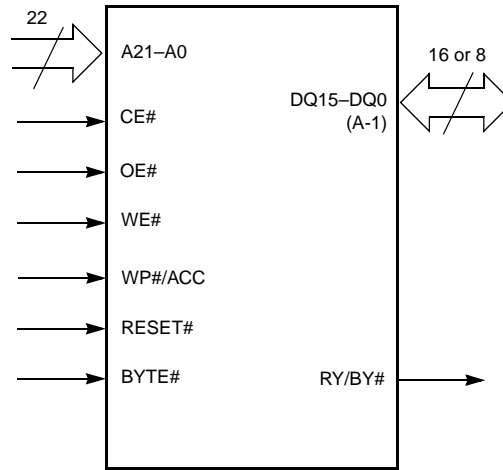 22
A21–A0
16 or 8
DQ15–DQ0
(A-1)
CE#
OE#
WE#
WP#/ACC
RESET#
BYTE#
RY/BY#